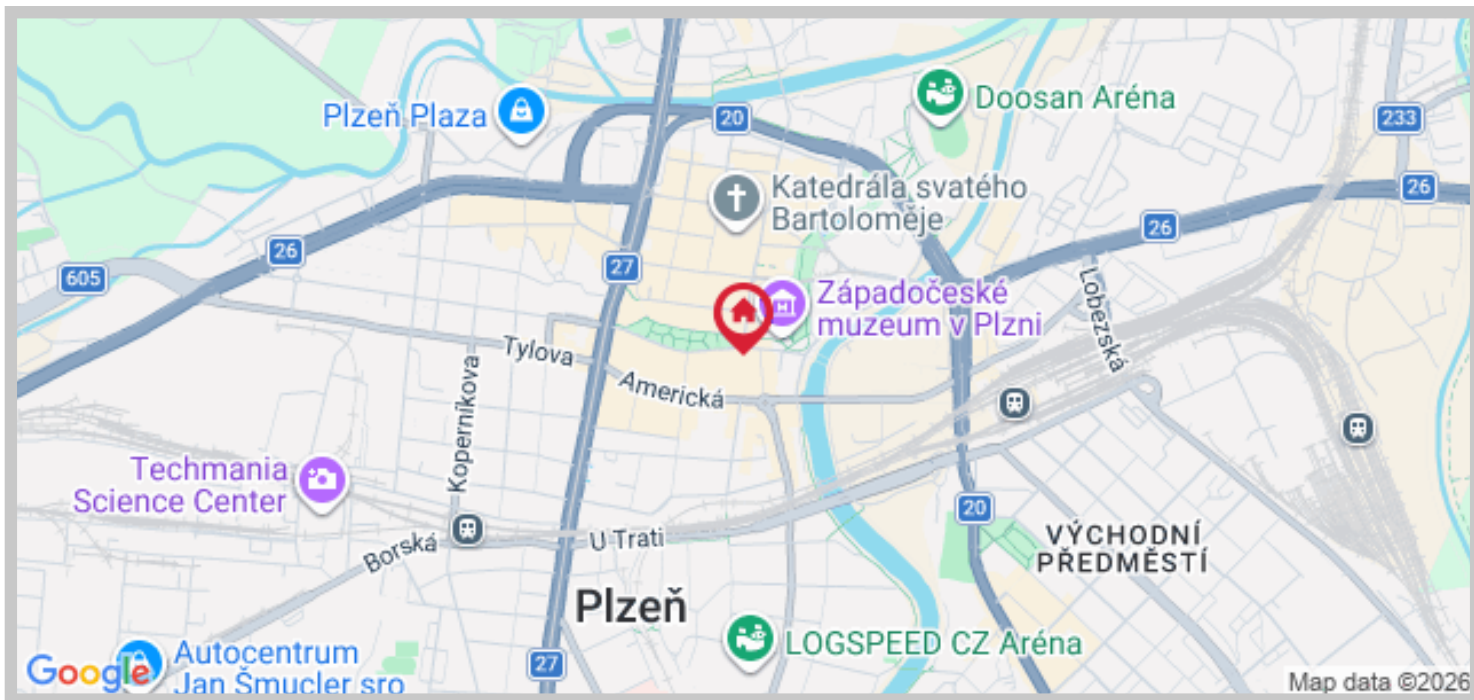 Plzeň Plaza
20
Doosan Aréna
233
Katedrála svatého
Bartoloměje
26
26
26
605
27
Lobezská
Západočeské
muzeum v Plzni
Tylova
Americká
Koperníkova
Techmania
Science Center
20
VÝCHODNÍ
PŘEDMĚSTÍ
Borská
U Trati
Plzeň
LOGSPEED CZ Aréna
27
Autocentrum
Jan Šmucler sro
Google
Map data ©2026